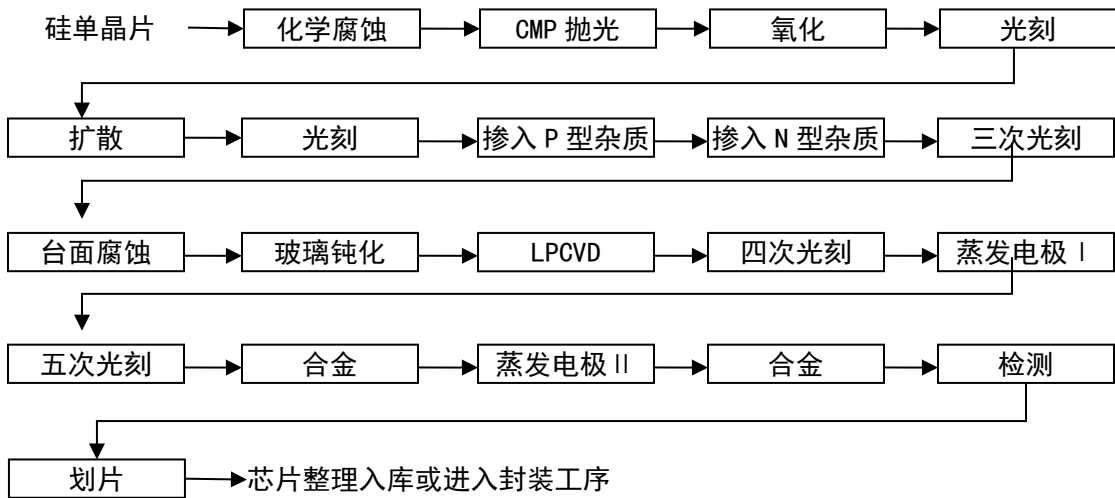 硅单晶片 化学腐蚀 CMP 抛光 氧化 光刻
扩散 光刻 掺入 P 型杂质 掺入 N 型杂质 三次光刻
台面腐蚀 玻璃钝化 LPCVD 四次光刻 蒸发电极Ⅰ
五次光刻 合金 蒸发电极Ⅱ 合金 检测
划片 芯片整理入库或进入封装工序